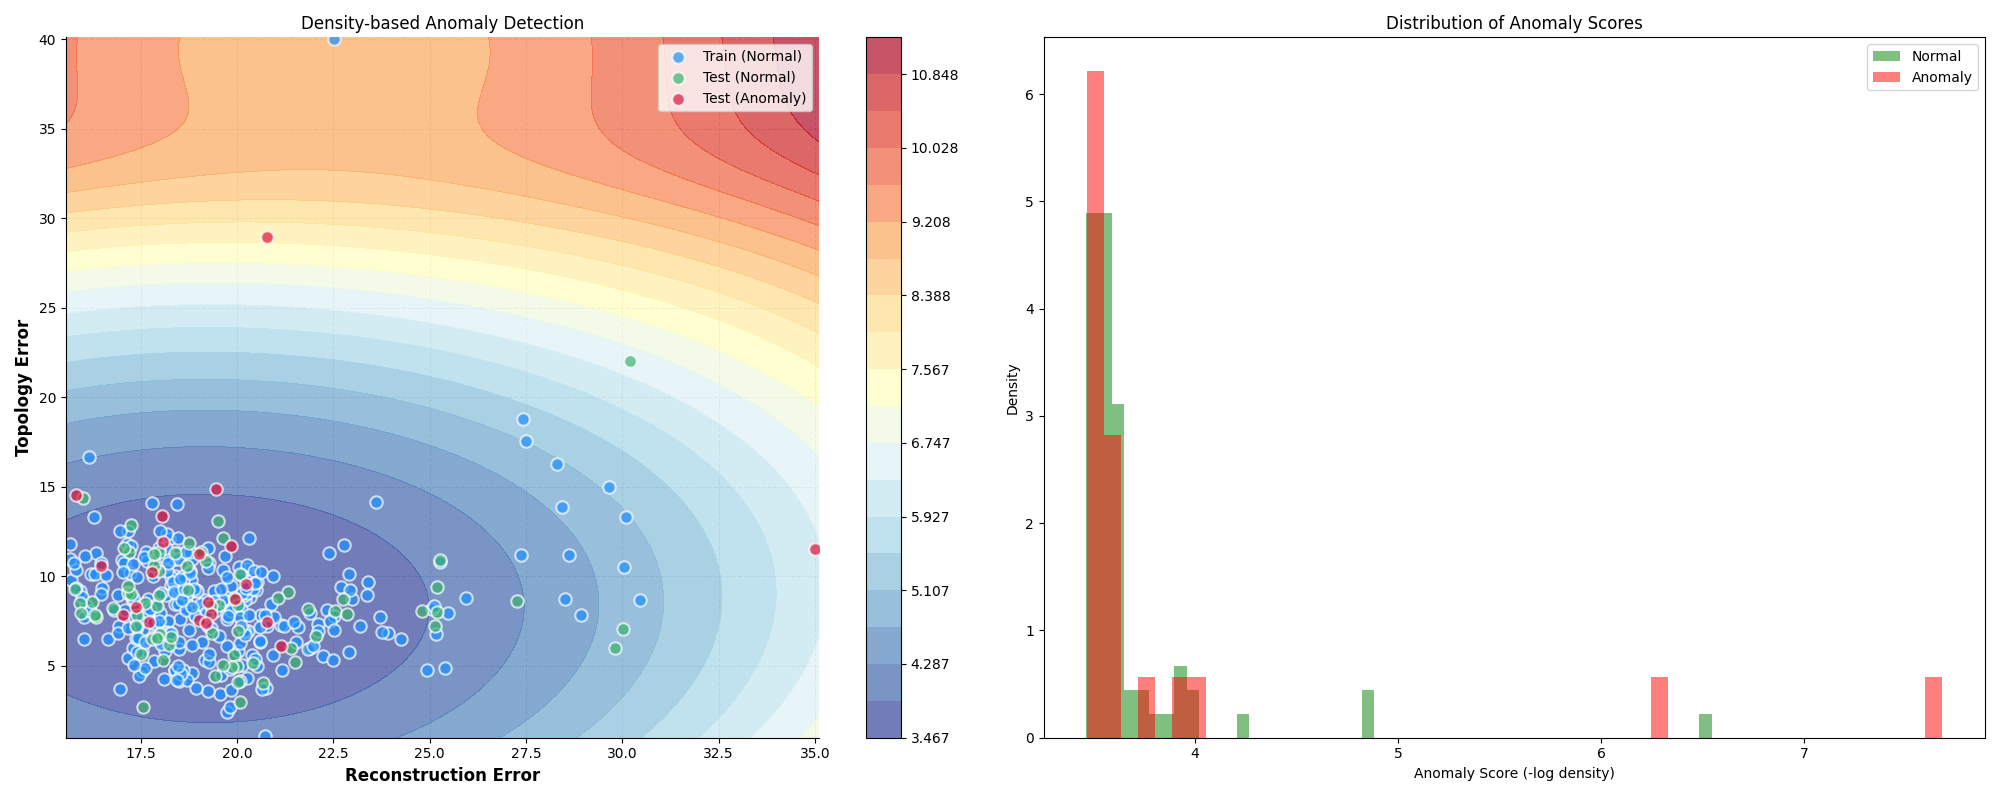 Density-based Anomaly Detection
Train (Normal)
Test (Normal)
Test (Anomaly)
Topology Error
40
35
30
25
20
15
10
5
17.5 20.0 22.5 25.0 27.5 30.0 32.5 35.0
Reconstruction Error
10.848
10.028
9.208
8.388
7.567
6.747
5.927
5.107
4.287
3.467
Distribution of Anomaly Scores
Normal
Anomaly
Density
6
5
4
3
2
1
0
4 5 6 7
Anomaly Score (-log density)